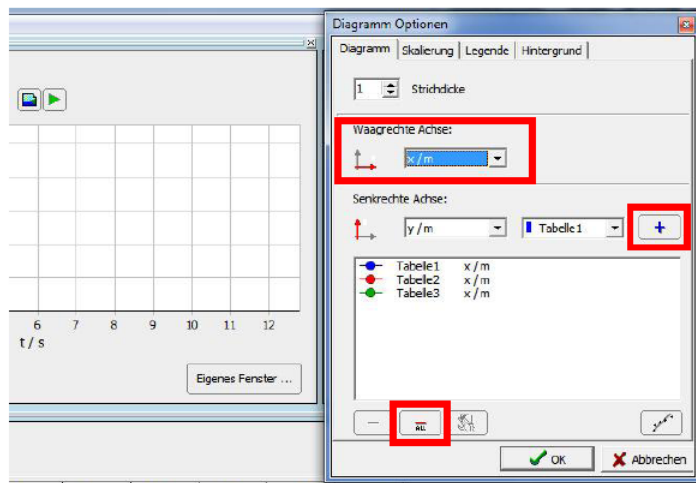 Diagramm Optionen
Diagramm Skalierung Legende Hintergrund
1 Strichdicke
Waagrechte Achse:
x / m
Senkrechte Achse:
y / m Tabelle1 +
Tabelle1 x / m
Tabelle2 x / m
Tabelle3 x / m
ALL
OK Abbrechen
6 7 8 9 10 11 12
t / s
Eigenes Fenster ...